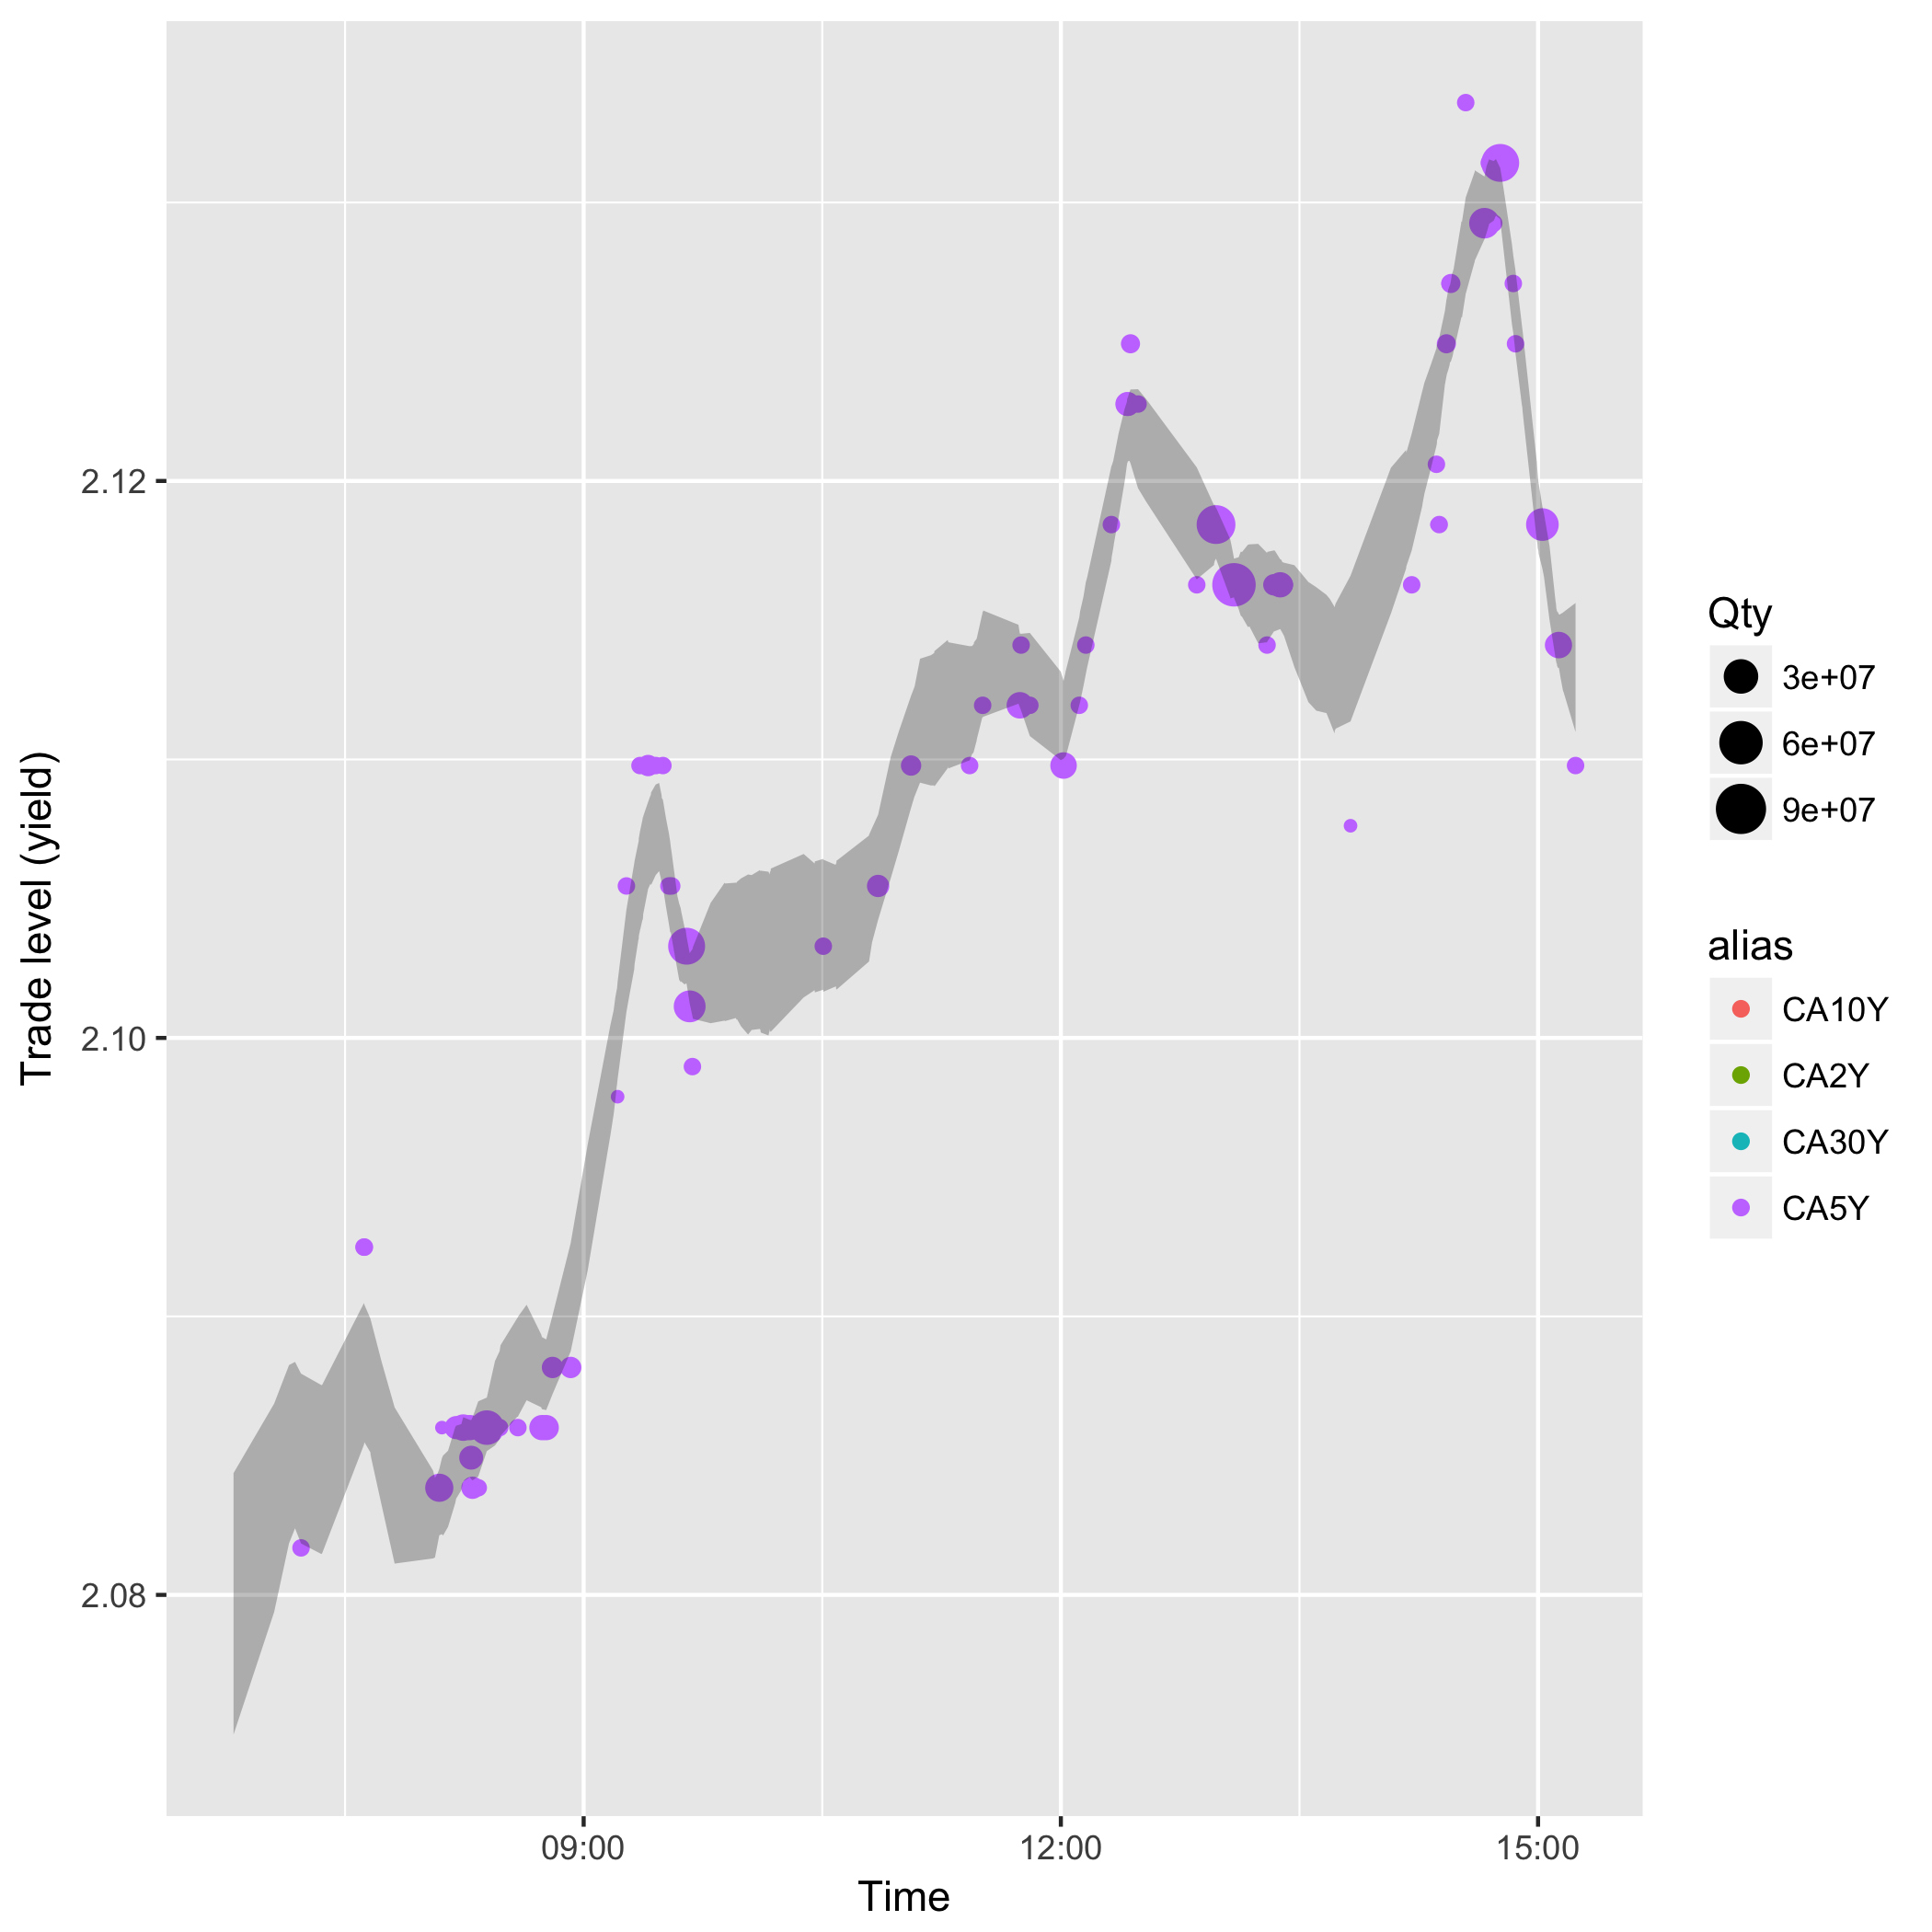 Trade level (yield)
2.12
2.10
2.08
09:00
12:00
15:00
Time
Qty
3e+07
6e+07
9e+07
alias
CA10Y
CA2Y
CA30Y
CA5Y